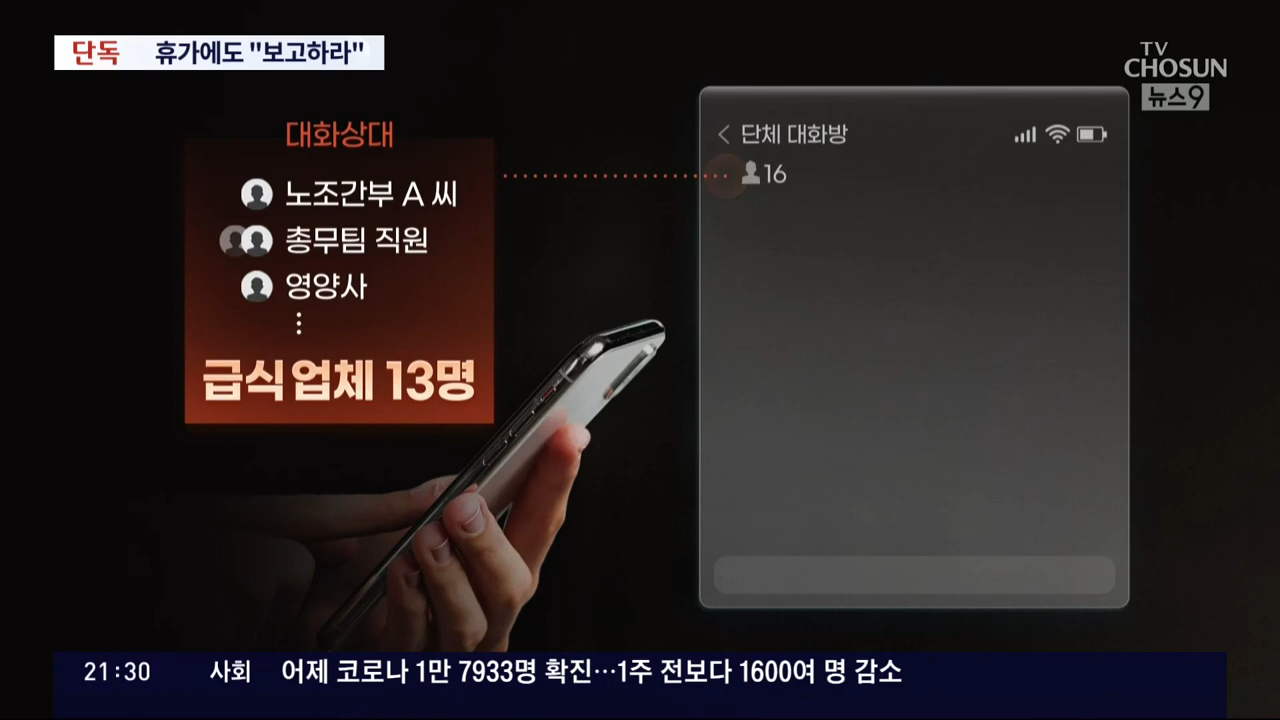 단독 휴가에도 "보고하라"
TV
CHOSUN
뉴스9
대화상대
노조간부 A 씨
총무팀 직원
영양사
⋮
급식 업체 13명
단체 대화방
16
21:30 사회 어제 코로나 1만 7933명 확진…1주 전보다 1600여 명 감소